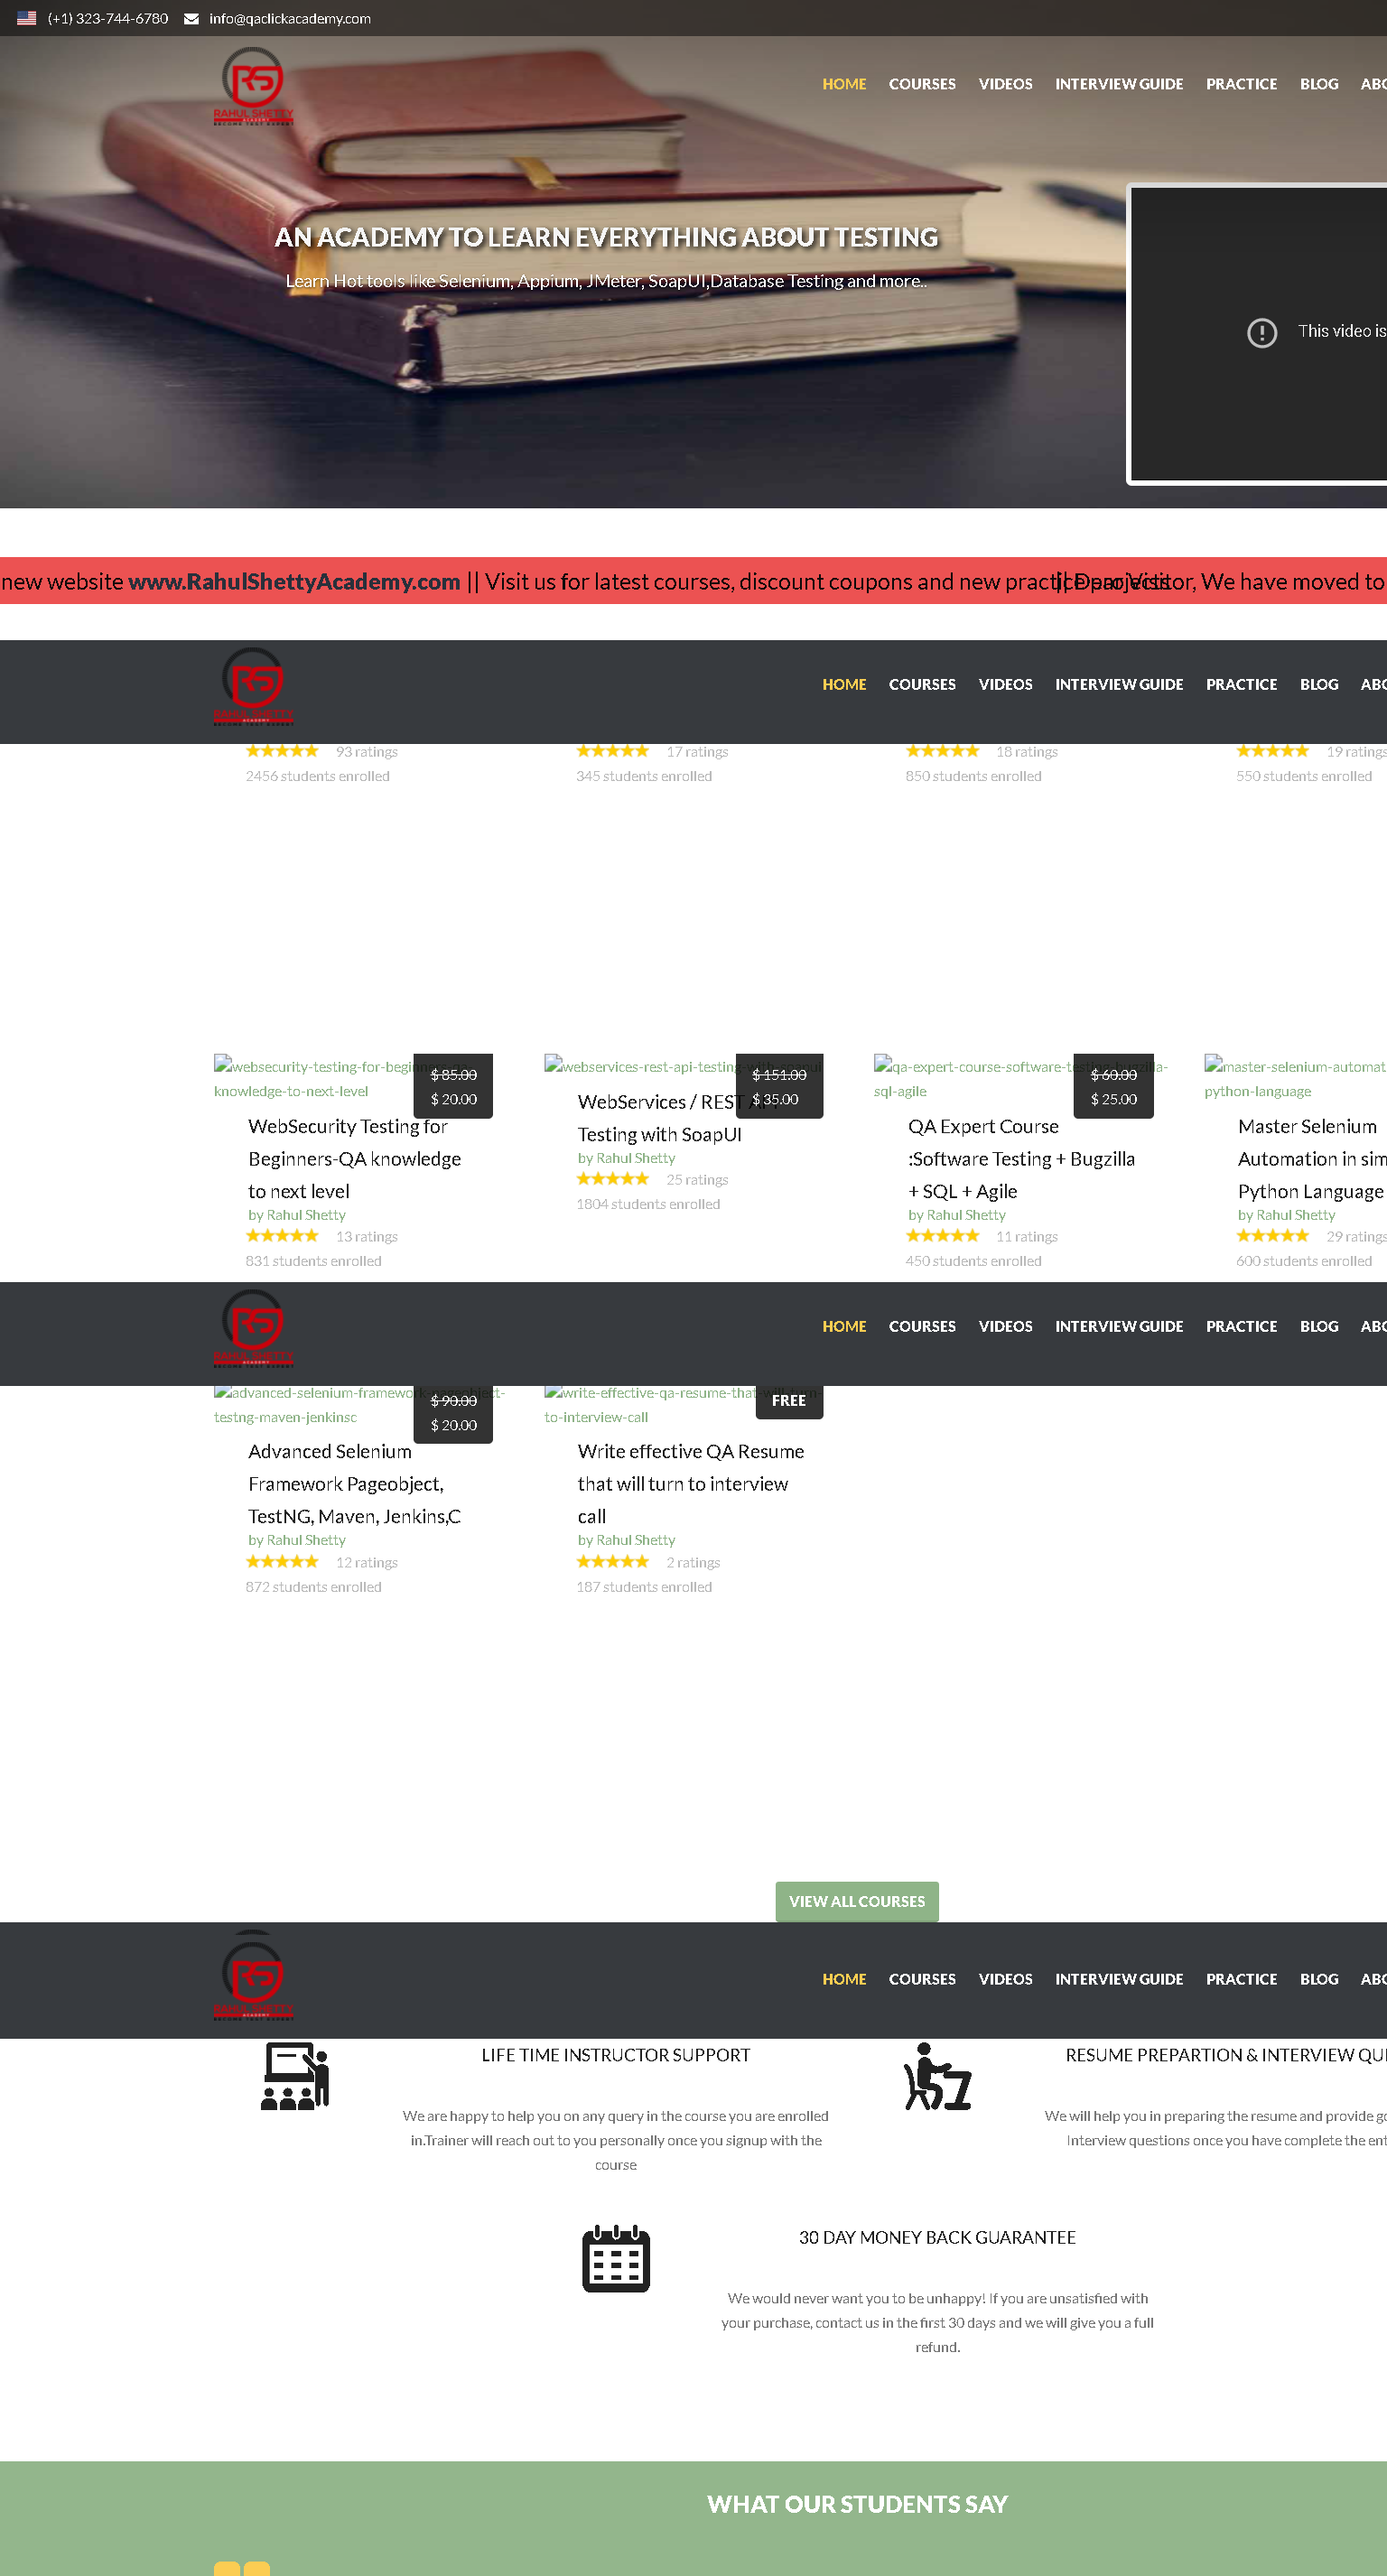 (+1) 323-744-6780 info@qaclickacademy.com
RAHUL SHETTY
ACADEMY
HOME COURSES VIDEOS INTERVIEW GUIDE PRACTICE BLOG ABO
AN ACADEMY TO LEARN EVERYTHING ABOUT TESTING
Learn Hot tools like Selenium, Appium, JMeter, SoapUI,Database Testing and more..
This video is
new website www.RahulShettyAcademy.com || Visit us for latest courses, discount coupons and new practice projects
|| Dear Visitor, We have moved to
RAHUL SHETTY
ACADEMY
HOME COURSES VIDEOS INTERVIEW GUIDE PRACTICE BLOG ABO
93 ratings 17 ratings 18 ratings 19 ratings
2456 students enrolled 345 students enrolled 850 students enrolled 550 students enrolled
websecurity-testing-for-beginners-qa-
knowledge-to-next-level
$ 85.00
$ 20.00
WebSecurity Testing for
Beginners-QA knowledge
to next level
by Rahul Shetty
13 ratings
831 students enrolled
webservices-rest-api-testing-with-soapui
$ 151.00
$ 35.00
WebServices / REST API
Testing with SoapUI
by Rahul Shetty
25 ratings
1804 students enrolled
qa-expert-course-software-testing-bugzilla-
sql-agile
$ 60.00
$ 25.00
QA Expert Course
:Software Testing + Bugzilla
+ SQL + Agile
by Rahul Shetty
11 ratings
450 students enrolled
master-selenium-automat
python-language
Master Selenium
Automation in sim
Python Language
by Rahul Shetty
29 ratings
600 students enrolled
RAHUL SHETTY
ACADEMY
HOME COURSES VIDEOS INTERVIEW GUIDE PRACTICE BLOG ABO
advanced-selenium-framework-pageobject-
testng-maven-jenkinsc
$ 90.00
$ 20.00
Advanced Selenium
Framework Pageobject,
TestNG, Maven, Jenkins,C
by Rahul Shetty
12 ratings
872 students enrolled
write-effective-qa-resume-that-will-turn-
to-interview-call
FREE
Write effective QA Resume
that will turn to interview
call
by Rahul Shetty
2 ratings
187 students enrolled
VIEW ALL COURSES
RAHUL SHETTY
ACADEMY
HOME COURSES VIDEOS INTERVIEW GUIDE PRACTICE BLOG ABO
LIFE TIME INSTRUCTOR SUPPORT
We are happy to help you on any query in the course you are enrolled
in.Trainer will reach out to you personally once you signup with the
course
RESUME PREPARTION & INTERVIEW QU
We will help you in preparing the resume and provide go
Interview questions once you have complete the ent
30 DAY MONEY BACK GUARANTEE
We would never want you to be unhappy! If you are unsatisfied with
your purchase, contact us in the first 30 days and we will give you a full
refund.
WHAT OUR STUDENTS SAY